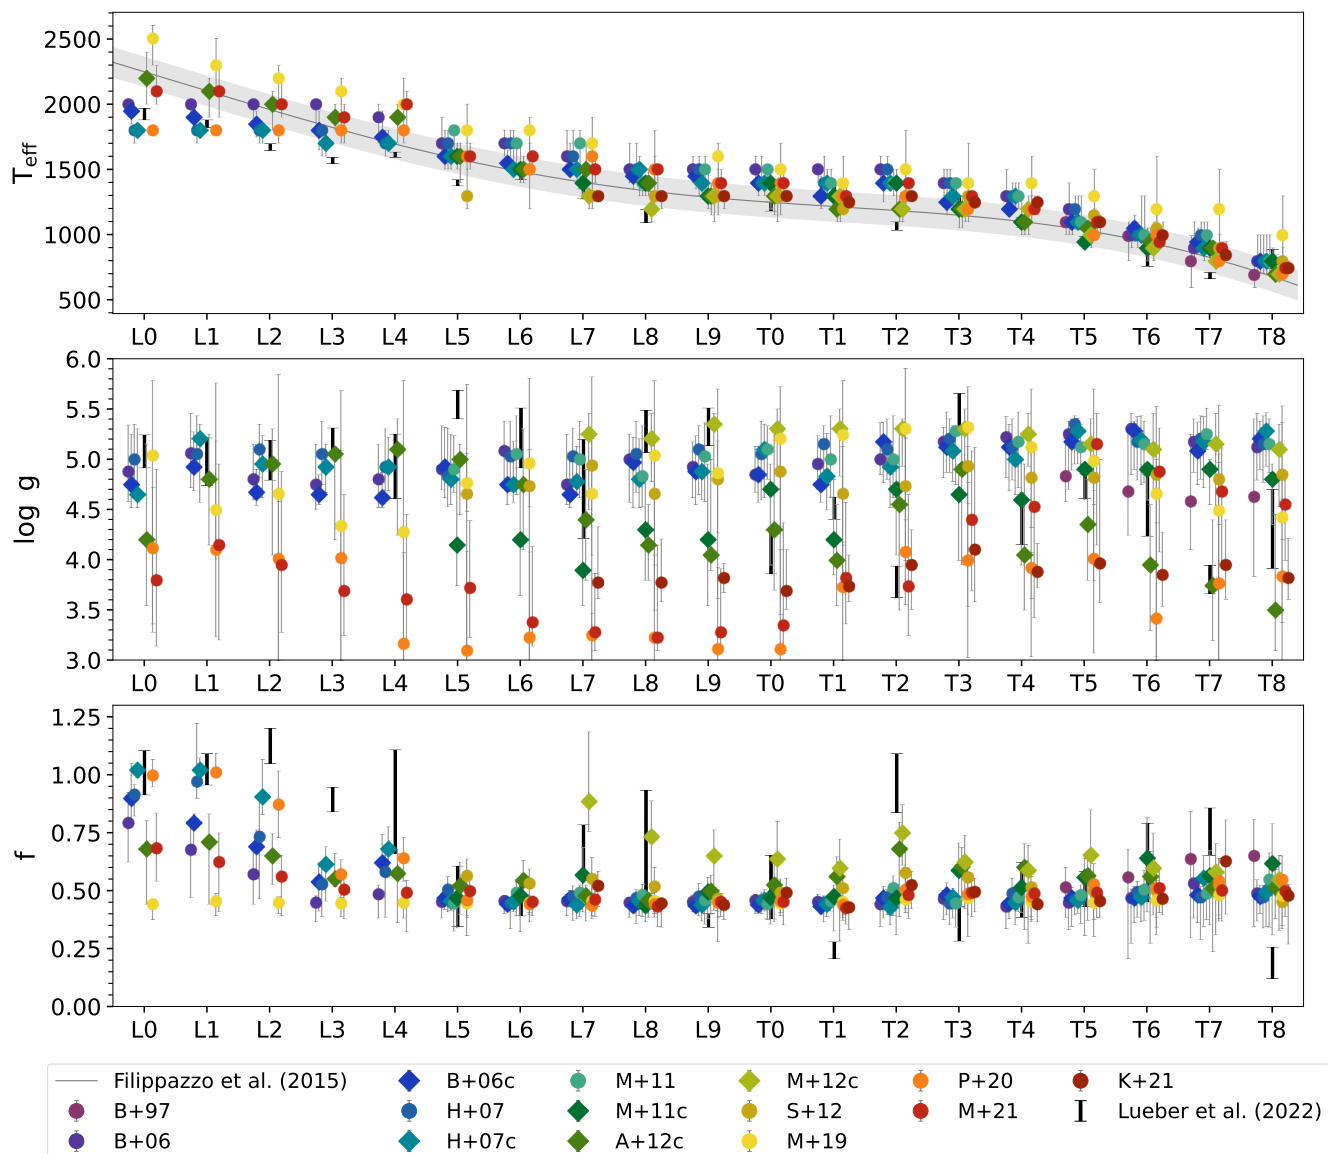 2500
2000
1500
1000
500
T_eff
L0 L1 L2 L3 L4 L5 L6 L7 L8 L9 T0 T1 T2 T3 T4 T5 T6 T7 T8
6.0
5.5
5.0
4.5
4.0
3.5
3.0
log g
L0 L1 L2 L3 L4 L5 L6 L7 L8 L9 T0 T1 T2 T3 T4 T5 T6 T7 T8
1.25
1.00
0.75
0.50
0.25
0.00
f
L0 L1 L2 L3 L4 L5 L6 L7 L8 L9 T0 T1 T2 T3 T4 T5 T6 T7 T8
Filippazzo et al. (2015)
B+97
B+06
B+06c
H+07
H+07c
M+11
M+11c
A+12c
M+12c
S+12
M+19
P+20
M+21
K+21
Lueber et al. (2022)